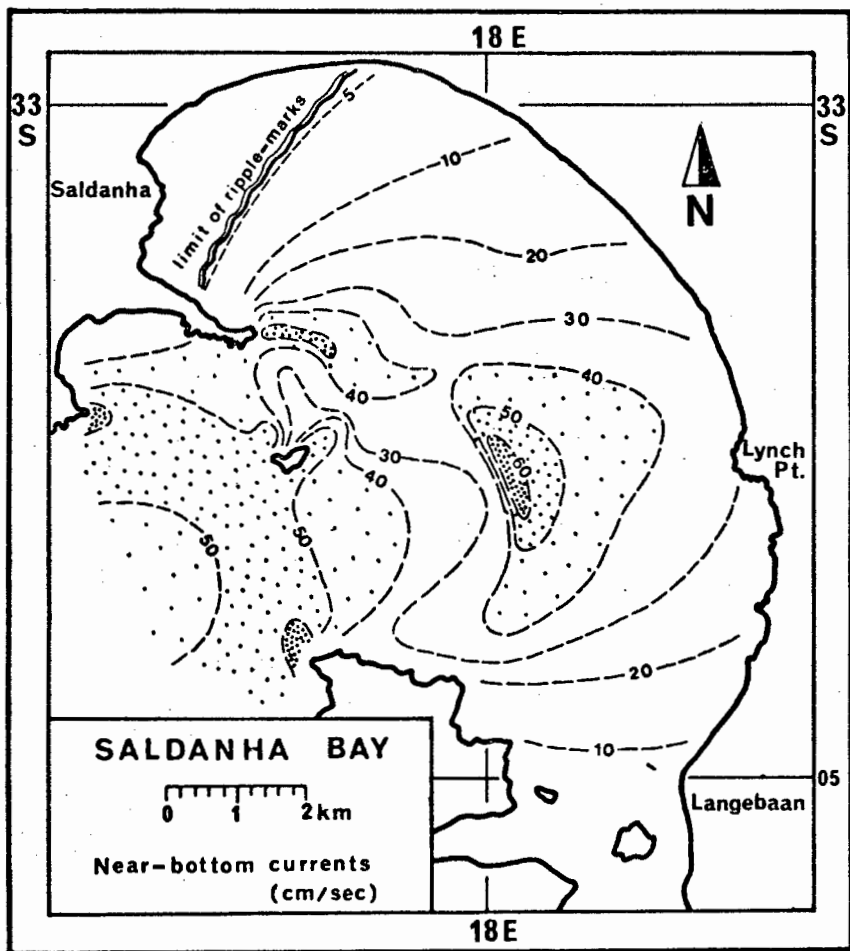 18 E
33
S
33
S
N
Saldanha
limit of ripple-marks
5
10
20
30
40
40
50
60
Lynch
Pt.
30
40
50
50
20
10
SALDANHA BAY
0 1 2 km
Near-bottom currents
(cm/sec)
05
Langebaan
18 E